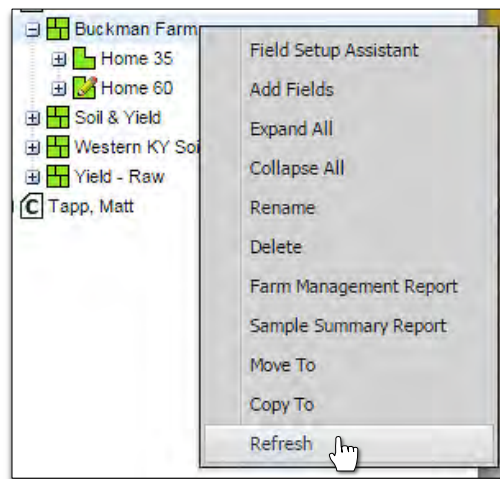 Buckman Farm
Home 35
Home 60
Soil & Yield
Western KY Soi
Yield - Raw
C Tapp, Matt
Field Setup Assistant
Add Fields
Expand All
Collapse All
Rename
Delete
Farm Management Report
Sample Summary Report
Move To
Copy To
Refresh